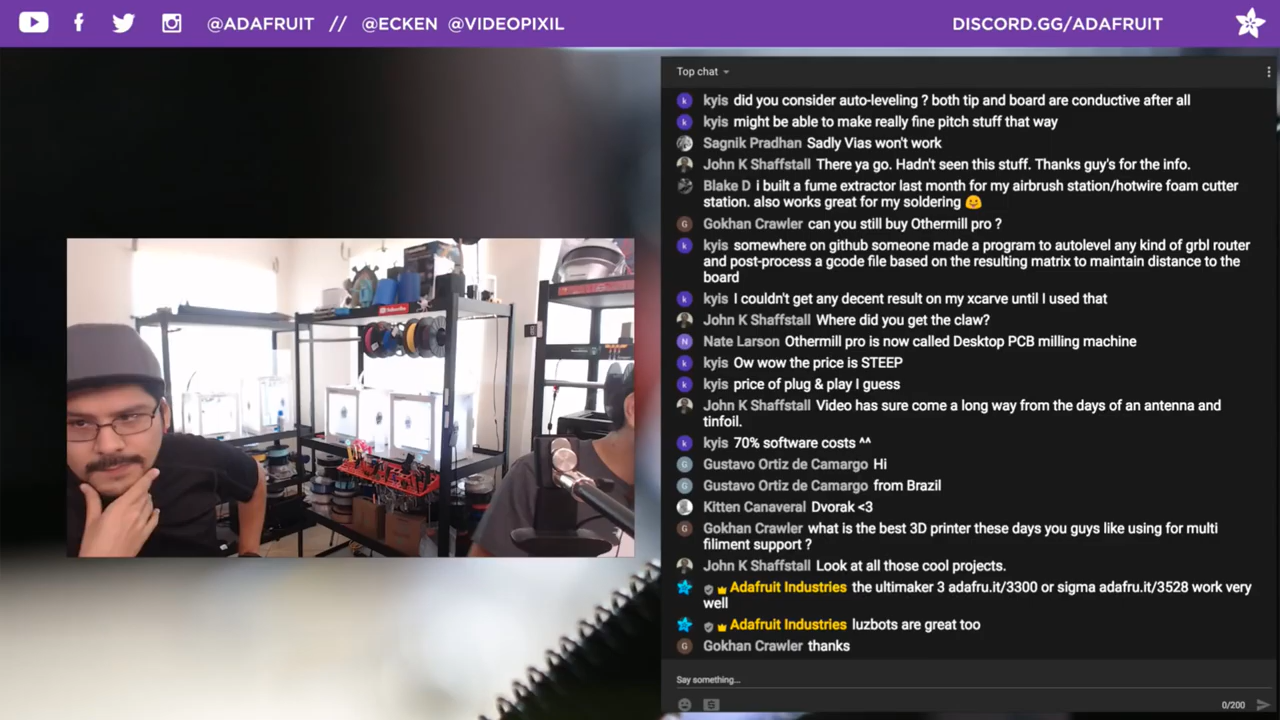 @ADAFRUIT // @ECKEN @VIDEOPIXIL
DISCORD.GG/ADAFRUIT
Top chat
k kyis did you consider auto-leveling ? both tip and board are conductive after all
k kyis might be able to make really fine pitch stuff that way
Sagnik Pradhan Sadly Vias won't work
John K Shaffstall There ya go. Hadn't seen this stuff. Thanks guy's for the info.
Blake D i built a fume extractor last month for my airbrush station/hotwire foam cutter
station. also works great for my soldering
G Gokhan Crawler can you still buy Othermill pro ?
k kyis somewhere on github someone made a program to autolevel any kind of grbl router
and post-process a gcode file based on the resulting matrix to maintain distance to the
board
k kyis I couldn't get any decent result on my xcarve until I used that
John K Shaffstall Where did you get the claw?
N Nate Larson Othermill pro is now called Desktop PCB milling machine
k kyis Ow wow the price is STEEP
k kyis price of plug & play I guess
John K Shaffstall Video has sure come a long way from the days of an antenna and
tinfoil.
k kyis 70% software costs ^^
G Gustavo Ortiz de Camargo Hi
G Gustavo Ortiz de Camargo from Brazil
Kitten Canaveral Dvorak <3
G Gokhan Crawler what is the best 3D printer these days you guys like using for multi
filiment support ?
John K Shaffstall Look at all those cool projects.
Adafruit Industries the ultimaker 3 adafru.it/3300 or sigma adafru.it/3528 work very
well
Adafruit Industries luzbots are great too
G Gokhan Crawler thanks
Say something...
0/200